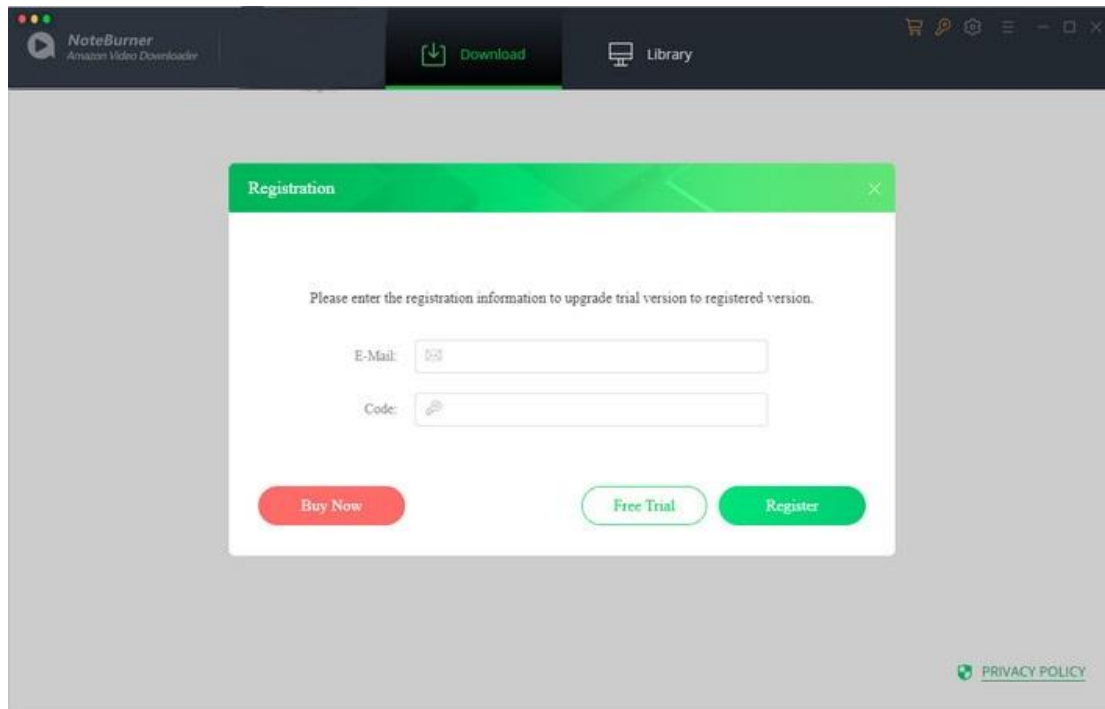 NoteBurner
Amazon Video Downloader
Download
Library
Registration
Please enter the registration information to upgrade trial version to registered version.
E-Mail:
Code:
Buy Now
Free Trial
Register
PRIVACY POLICY